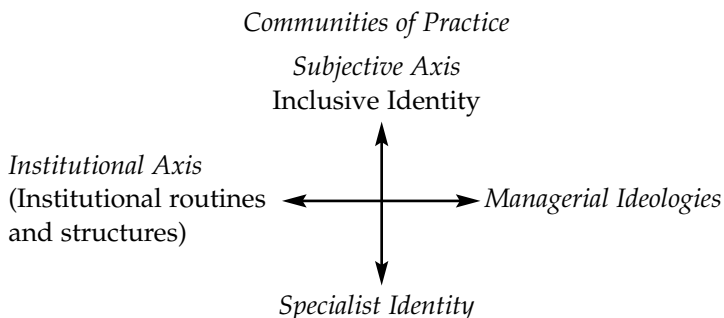 Communities of Practice
Subjective Axis
Inclusive Identity
Institutional Axis
(Institutional routines
and structures)
Managerial Ideologies
Specialist Identity